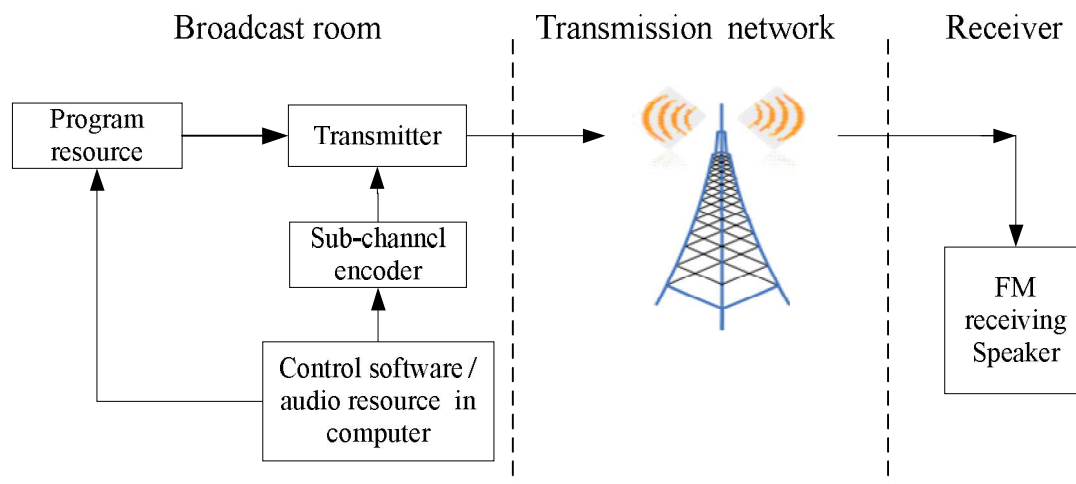 Broadcast room
Transmission network
Receiver
Program
resource
Transmitter
Sub-channel
encoder
Control software /
audio resource in
computer
FM
receiving
Speaker